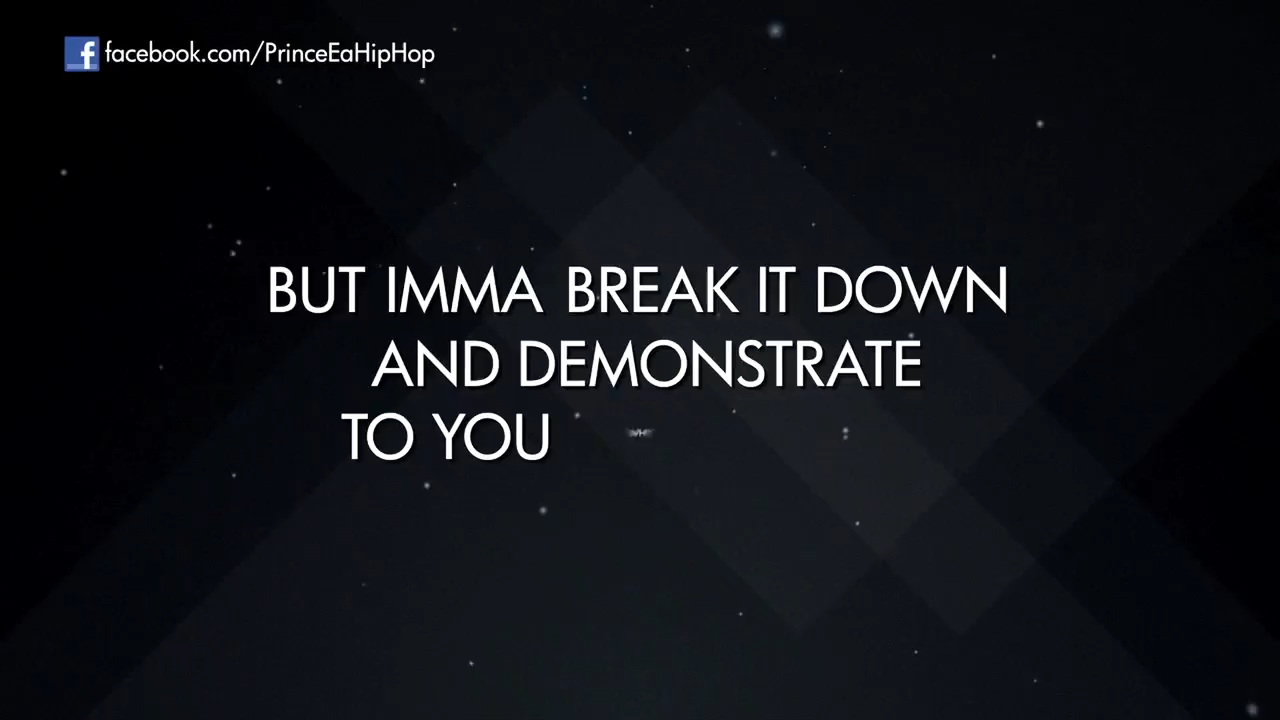 facebook.com/PrinceEaHipHop
BUT IMMA BREAK IT DOWN
AND DEMONSTRATE
TO YOU